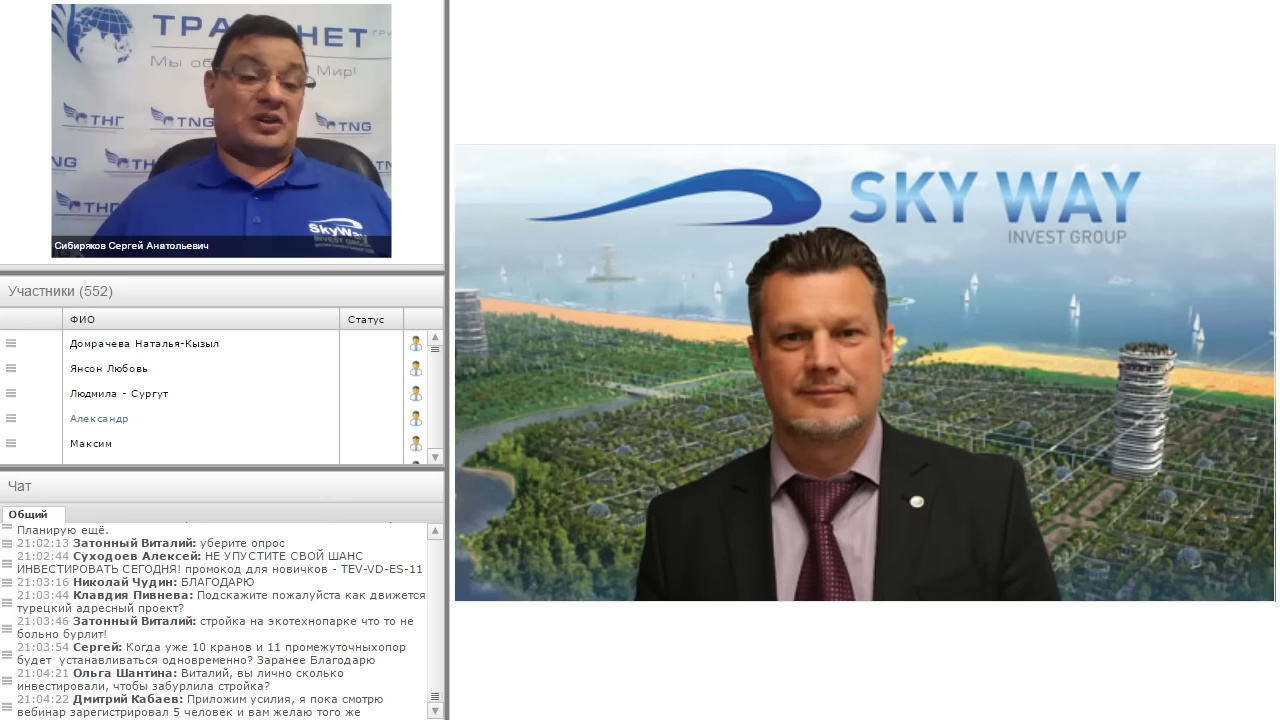 ТРА НЕТ
Мы об Мир!
ТНГ
TNG
TNG
TNG
TNG
ТНГ
ТНГ
SkyWay
INVEST GROUP
Сибиряков Сергей Анатольевич
SKY WAY
INVEST GROUP
Участники (552)
ФИО Статус
Донгачева Наталья-Кызыл
Янсон Любовь
Людмила - Сургут
Александр
Максим
Чат
Общий
Планирую ещё.
21:02:13 Затонный Виталий: уберите опрос
21:02:44 Суходоев Алексей: НЕ УПУСТИТЕ СВОЙ ШАНС
ИНВЕСТИРОВАТЬ СЕГОДНЯ! промокод для новичков - TEV-VD-ES-11
21:03:16 Николай Чудин: БЛАГОДАРЮ
21:03:44 Клавдия Пивнева: Подскажите пожалуйста как движется
турецкий адресный проект?
21:03:46 Затонный Виталий: стройка на экотехнопарке что то не
больно бурлит!
21:03:54 Сергей: Когда уже 10 кранов и 11 промежуточныхопор
будет устанавливаться одновременно? Заранее Благодарю
21:04:21 Ольга Шантина: Виталий, вы лично сколько
инвестировали, чтобы забурлила стройка?
21:04:22 Дмитрий Кабаев: Приложим усилия, я пока смотрю
вебинар зарегистрировал 5 человек и вам желаю того же